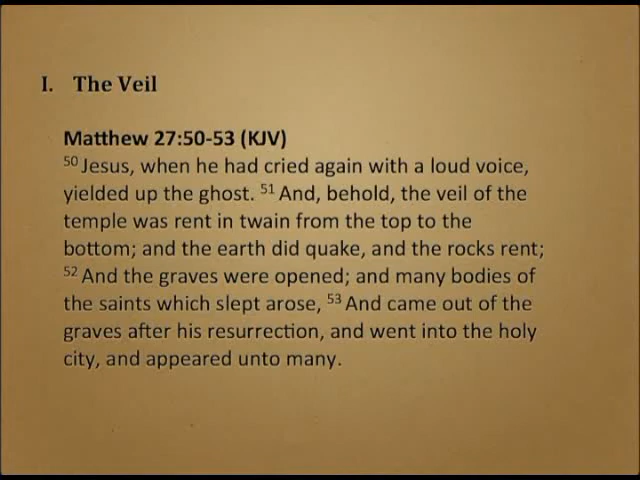 I. The Veil
Matthew 27:50-53 (KJV)
50 Jesus, when he had cried again with a loud voice,
yielded up the ghost. 51 And, behold, the veil of the
temple was rent in twain from the top to the
bottom; and the earth did quake, and the rocks rent;
52 And the graves were opened; and many bodies of
the saints which slept arose, 53 And came out of the
graves after his resurrection, and went into the holy
city, and appeared unto many.